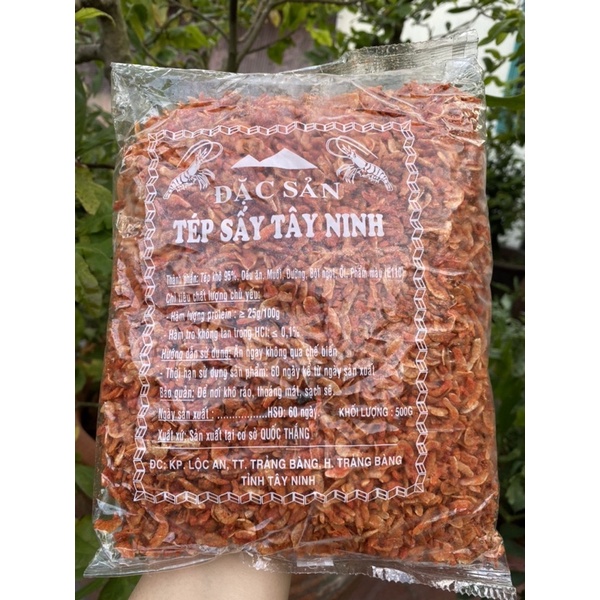 ĐẶC SẢN
TÉP SẤY TÂY NINH
Thành phần: Tép khô 96%, Dầu ăn, Muối, Đường, Bột ngọt, Ớt, Phẩm màu (E110)
Chỉ tiêu chất lượng chủ yếu:
- Hàm lượng protein : ≥ 25g/100g
- Hàm tro không tan trong HCl: ≤ 0,1%
Hướng dẫn sử dụng: Ăn ngay không qua chế biến
- Thời hạn sử dụng sản phẩm: 60 ngày kể từ ngày sản xuất
Bảo quản: Để nơi khô ráo, thoáng mát, sạch sẽ.
- Ngày sản xuất : ..................HSD: 60 ngày. KHỐI LƯỢNG : 500G
Xuất xứ: Sản xuất tại cơ sở QUỐC THẮNG
ĐC: KP. LỘC AN, TT. TRẢNG BÀNG, H. TRẢNG BÀNG
TỈNH TÂY NINH